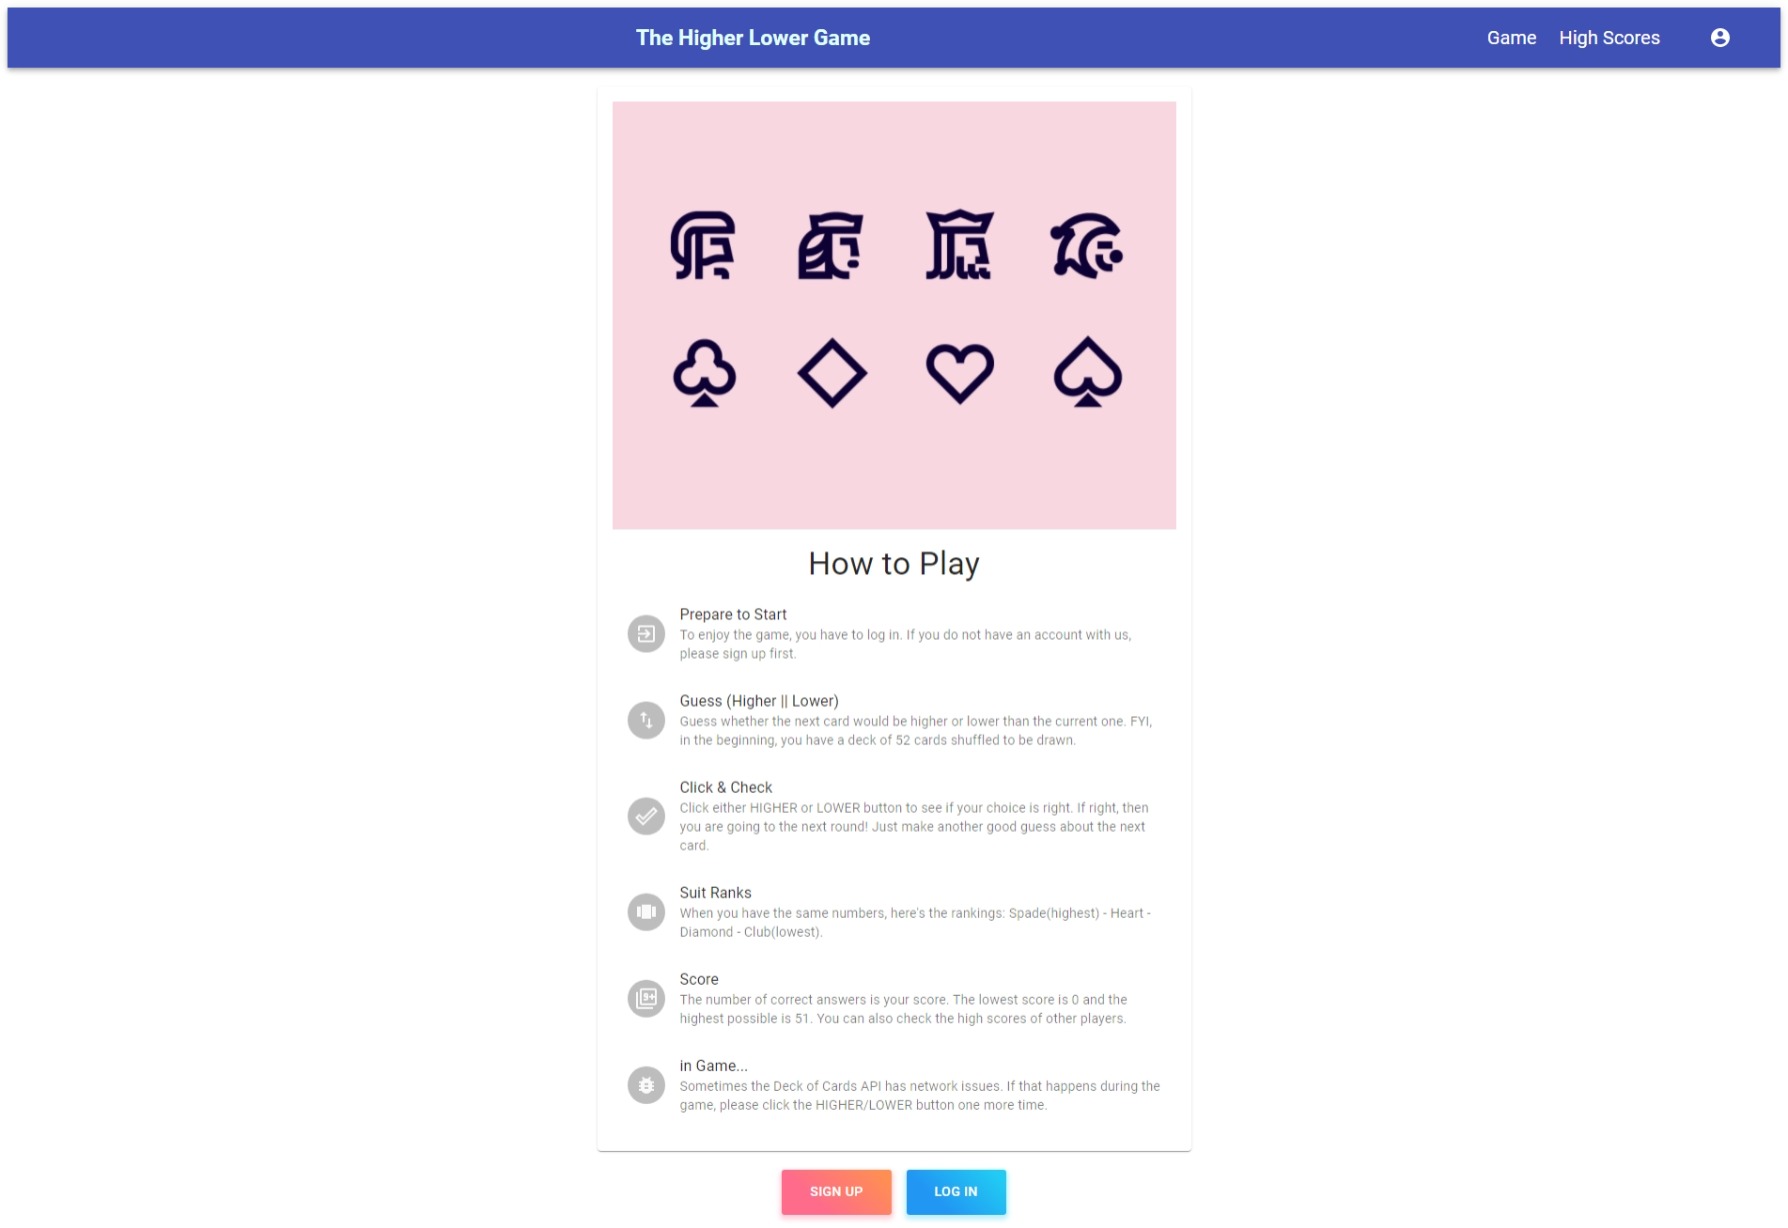 The Higher Lower Game
Game
High Scores
How to Play
Prepare to Start
To enjoy the game, you have to log in. If you do not have an account with us,
please sign up first.
Guess (Higher || Lower)
Guess whether the next card would be higher or lower than the current one. FYI,
in the beginning, you have a deck of 52 cards shuffled to be drawn.
Click & Check
Click either HIGHER or LOWER button to see if your choice is right. If right, then
you are going to the next round! Just make another good guess about the next
card.
Suit Ranks
When you have the same numbers, here's the rankings: Spade(highest) - Heart -
Diamond - Club(lowest).
9+
Score
The number of correct answers is your score. The lowest score is 0 and the
highest possible is 51. You can also check the high scores of other players.
in Game...
Sometimes the Deck of Cards API has network issues. If that happens during the
game, please click the HIGHER/LOWER button one more time.
SIGN UP
LOG IN